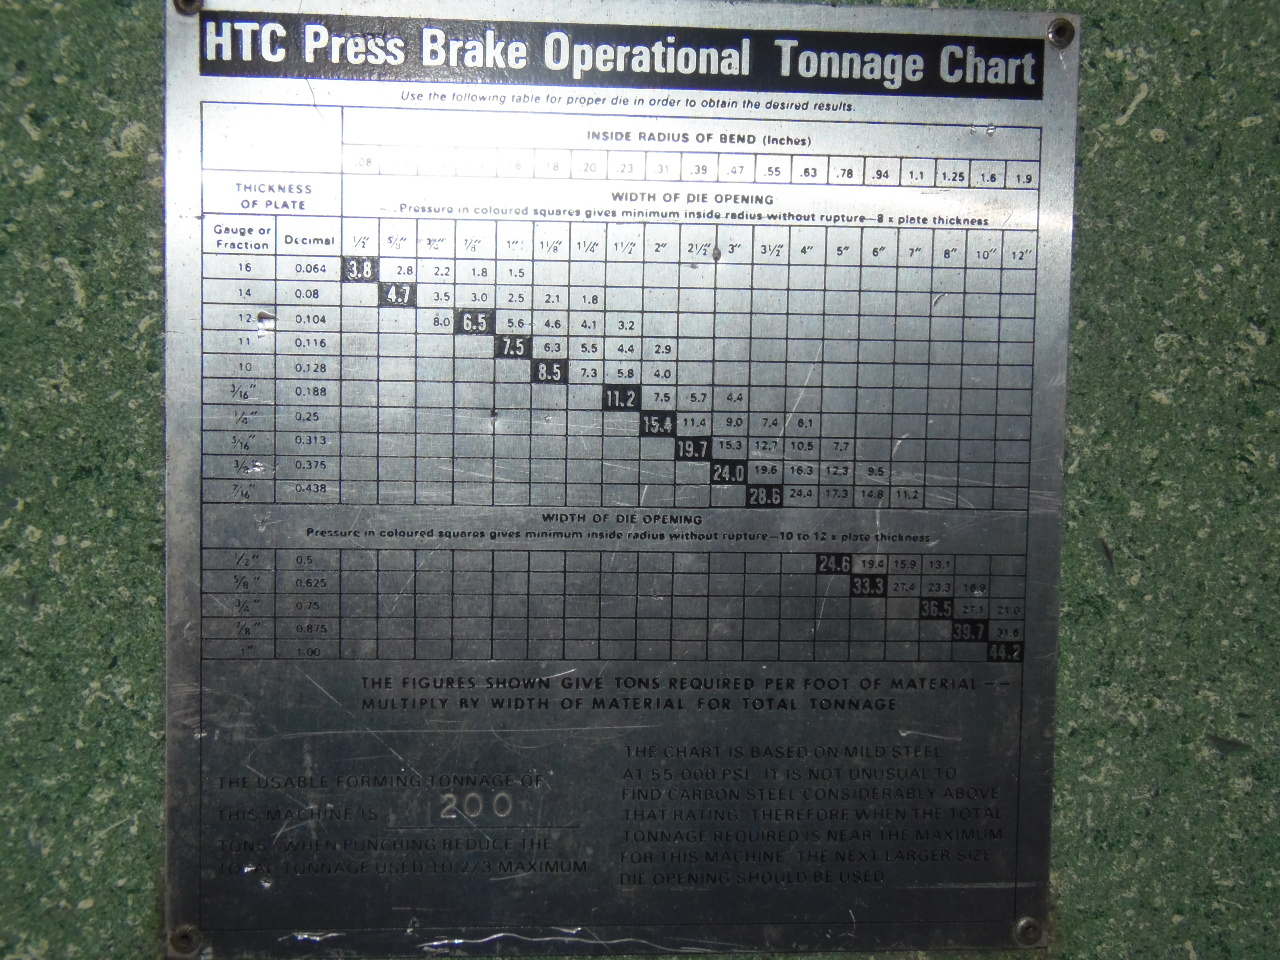 HTC Press Brake Operational Tonnage Chart
Use the following table for proper die in order to obtain the desired results.
INSIDE RADIUS OF BEND (Inches)
.08 .18 .20 .23 .31 .39 .47 .55 .63 .78 .94 1.1 1.25 1.6 1.9
THICKNESS OF PLATE
WIDTH OF DIE OPENING
Pressure in coloured squares gives minimum inside radius without rupture—8 x plate thickness
Gauge or Fraction Decimal 1/2" 5/8" 3/4" 7/8" 1" 1 1/8" 1 1/4" 1 1/2" 2" 2 1/2" 3" 3 1/2" 4" 5" 6" 7" 8" 10" 12"
16 0.064 3.8 2.8 2.2 1.8 1.5
14 0.08 4.7 3.5 3.0 2.5 2.1 1.8
12 0.104 8.0 6.5 5.6 4.6 4.1 3.2
11 0.116 7.5 6.3 5.5 4.4 2.9
10 0.128 8.5 7.3 5.8 4.0
3/16" 0.188 11.2 7.5 5.7 4.4
1/4" 0.25 15.4 11.4 9.0 7.4 6.1
5/16" 0.313 19.7 15.3 12.7 10.5 7.7
3/8" 0.375 24.0 19.6 16.3 12.3 9.5
7/16" 0.438 28.6 24.4 17.3 14.8 11.2
WIDTH OF DIE OPENING
Pressure in coloured squares gives minimum inside radius without rupture—10 to 12 x plate thickness
1/2" 0.5 24.6 19.4 15.9 13.1
5/8" 0.625 33.3 27.4 23.3 16.9
3/4" 0.75 36.5 27.1 21.0
7/8" 0.875 39.7 31.6
1" 1.00 44.2
THE FIGURES SHOWN GIVE TONS REQUIRED PER FOOT OF MATERIAL ——
MULTIPLY BY WIDTH OF MATERIAL FOR TOTAL TONNAGE
THE USABLE FORMING TONNAGE OF
THIS MACHINE IS 200
TONS. WHEN PUNCHING REDUCE THE
TOTAL TONNAGE USED TO 2/3 MAXIMUM
THE CHART IS BASED ON MILD STEEL
AT 55,000 PSI. IT IS NOT UNUSUAL TO
FIND CARBON STEEL CONSIDERABLY ABOVE
THAT RATING. THEREFORE WHEN THE TOTAL
TONNAGE REQUIRED IS NEAR THE MAXIMUM
FOR THIS MACHINE, THE NEXT LARGER SIZE
DIE OPENING SHOULD BE USED